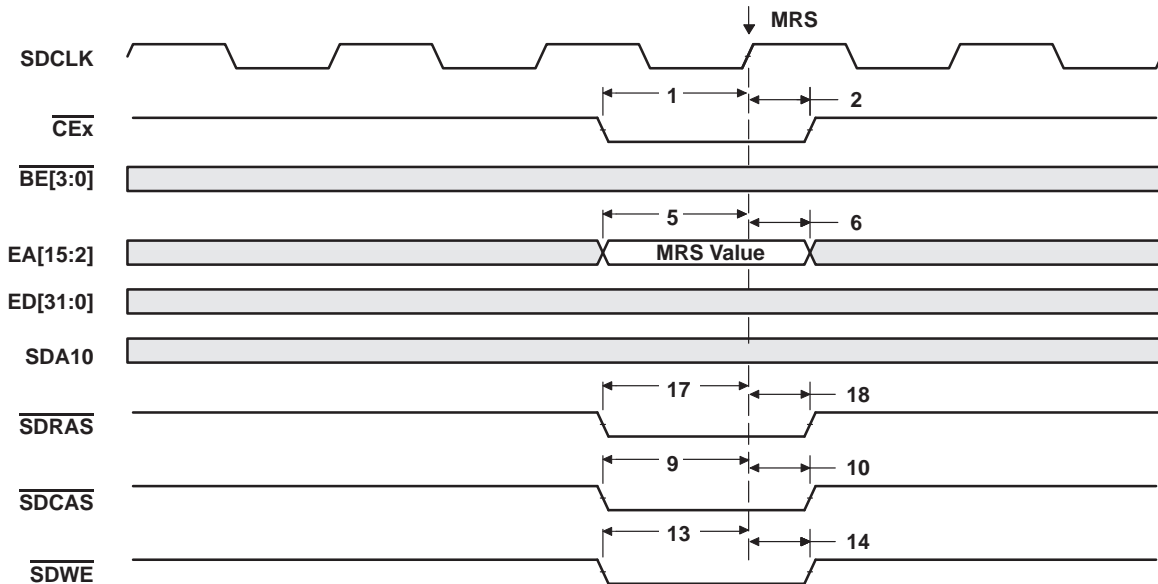 MRS
SDCLK
1 2
CEx
BE[3:0]
5 6
EA[15:2] MRS Value
ED[31:0]
SDA10
17 18
SDRAS
9 10
SDCAS
13 14
SDWE